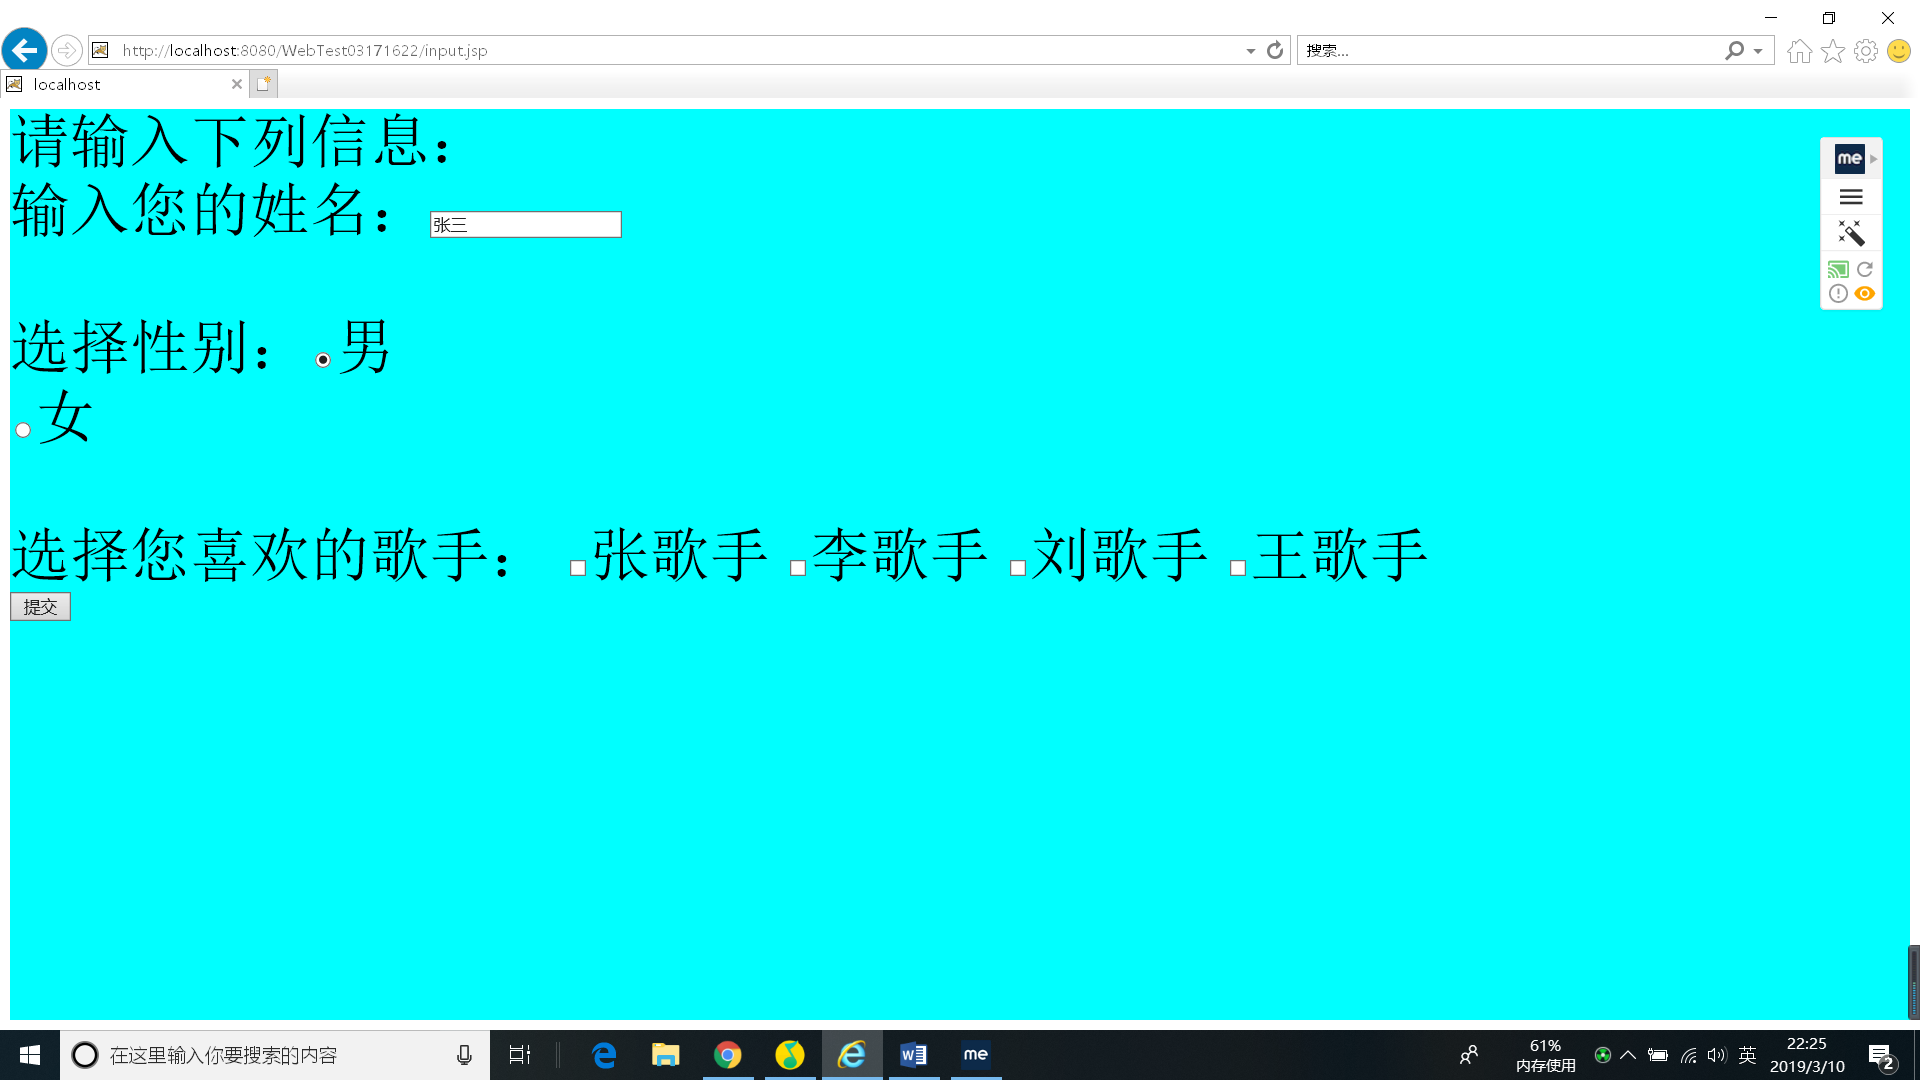 http://localhost:8080/WebTest03171622/input.jsp
搜索...
localhost
请输入下列信息：
输入您的姓名： 张三
选择性别： 男
女
选择您喜欢的歌手： 张歌手 李歌手 刘歌手 王歌手
提交
me
在这里输入你要搜索的内容
me
61%
内存使用
英
22:25
2019/3/10
2